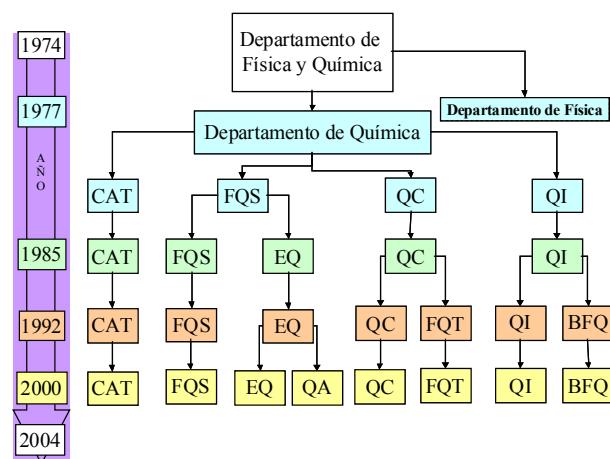 1974
Departamento de
Física y Química
1977
Departamento de Física
Departamento de Química
AÑO
CAT
FQS
QC
QI
1985
CAT
FQS
EQ
QC
QI
1992
CAT
FQS
EQ
QC
FQT
QI
BFQ
2000
CAT
FQS
EQ
QA
QC
FQT
QI
BFQ
2004